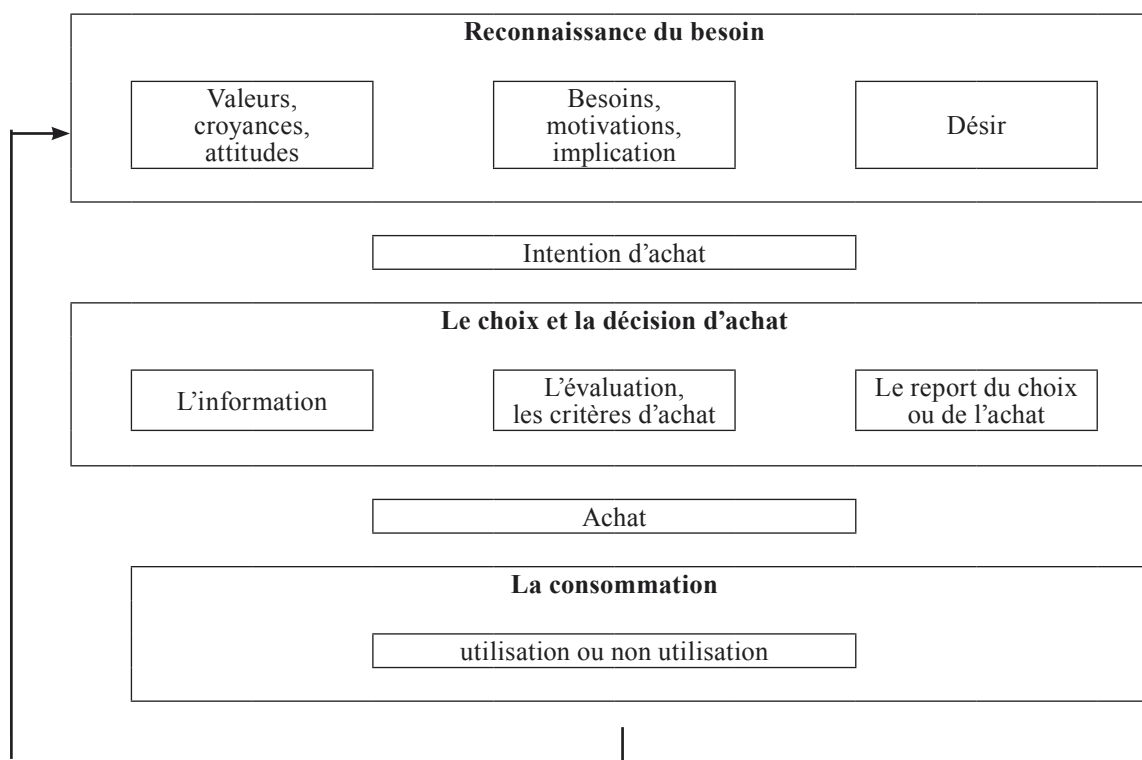 Reconnaissance du besoin
Valeurs,
croyances,
attitudes
Besoins,
motivations,
implication
Désir
Intention d’achat
Le choix et la décision d’achat
L’information
L’évaluation,
les critères d’achat
Le report du choix
ou de l’achat
Achat
La consommation
utilisation ou non utilisation